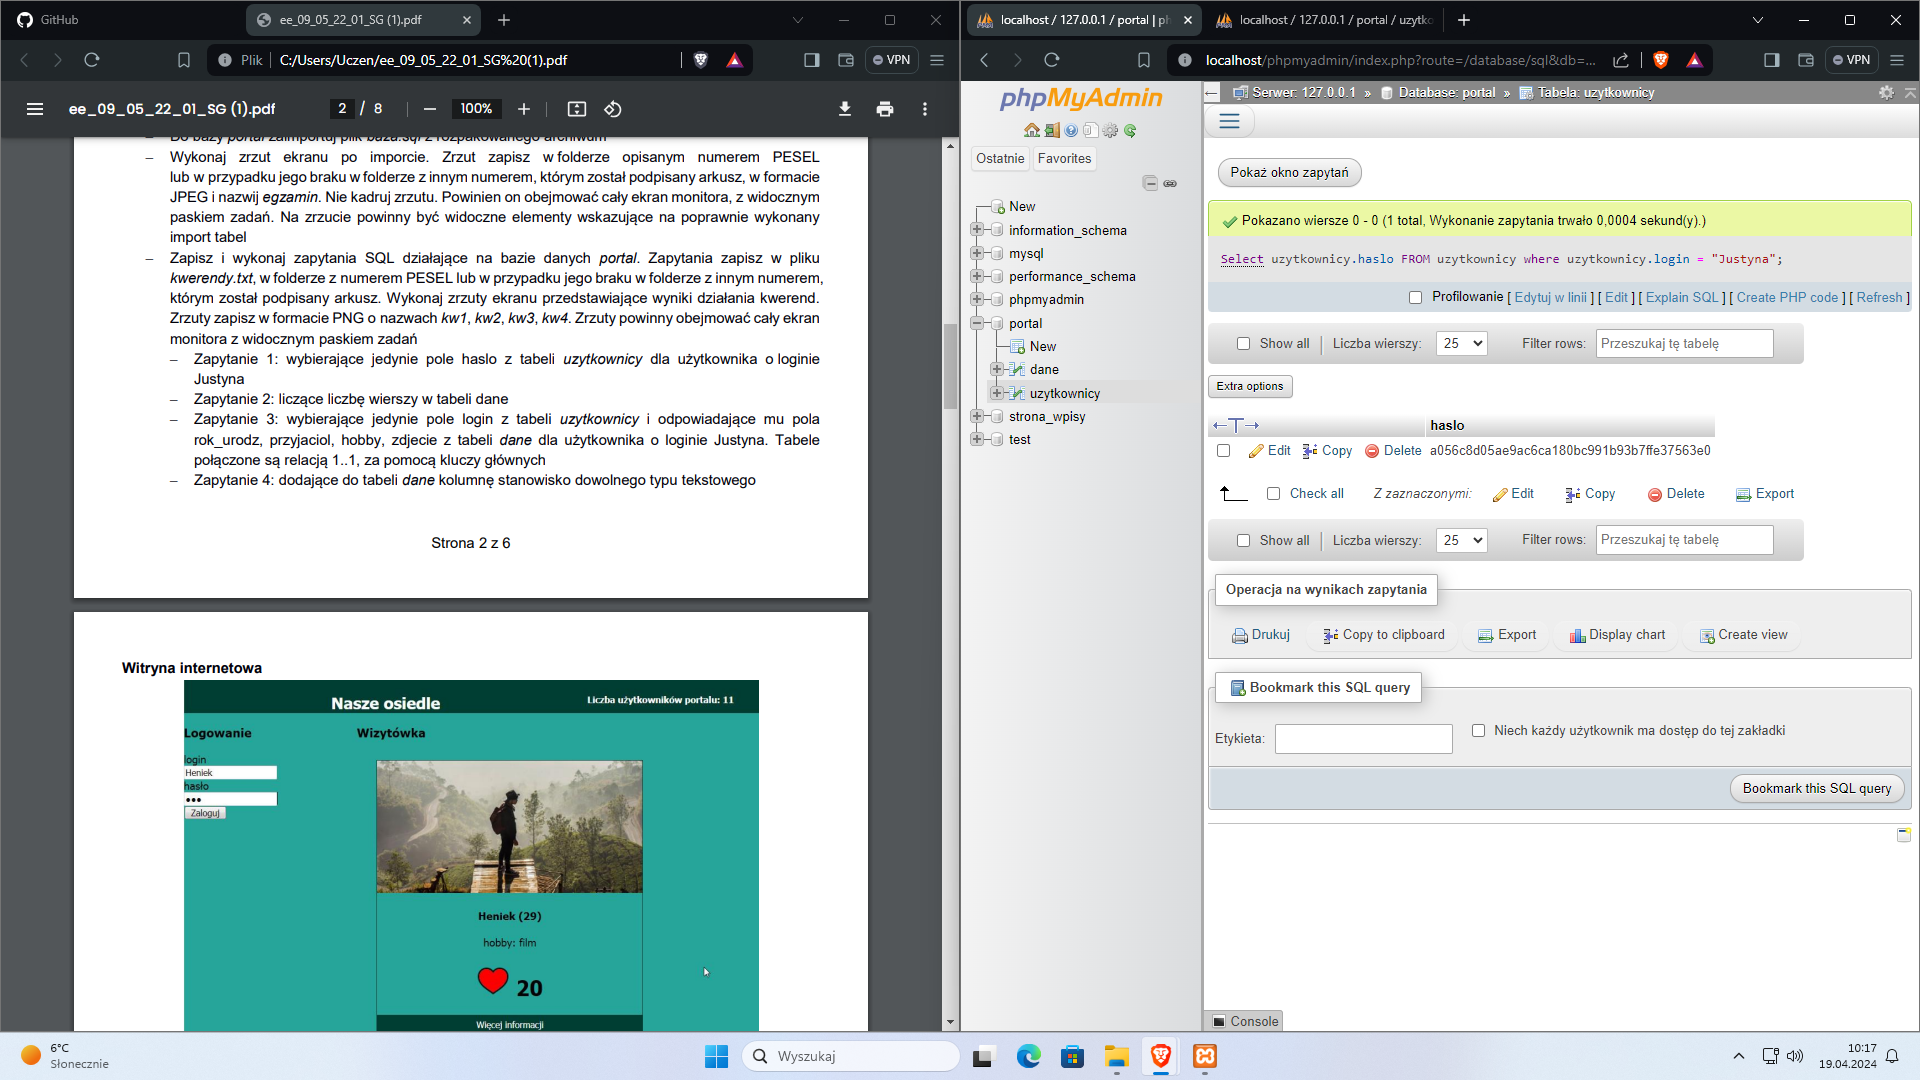 GitHub
ee_09_05_22_01_SG (1).pdf
Plik
C:/Users/Uczen/ee_09_05_22_01_SG%20(1).pdf
VPN
ee_09_05_22_01_SG (1).pdf
2 / 8
100%
Do bazy portal zaimportuj plik baza.sql z rozpakowanego archiwum
– Wykonaj zrzut ekranu po imporcie. Zrzut zapisz w folderze opisanym numerem PESEL
lub w przypadku jego braku w folderze z innym numerem, którym został podpisany arkusz, w formacie
JPEG i nazwij egzamin. Nie kadruj zrzutu. Powinien on obejmować cały ekran monitora, z widocznym
paskiem zadań. Na zrzucie powinny być widoczne elementy wskazujące na poprawnie wykonany
import tabel
– Zapisz i wykonaj zapytania SQL działające na bazie danych portal. Zapytania zapisz w pliku
kwerendy.txt, w folderze z numerem PESEL lub w przypadku jego braku w folderze z innym numerem,
którym został podpisany arkusz. Wykonaj zrzuty ekranu przedstawiające wyniki działania kwerend.
Zrzuty zapisz w formacie PNG o nazwach kw1, kw2, kw3, kw4. Zrzuty powinny obejmować cały ekran
monitora z widocznym paskiem zadań
– Zapytanie 1: wybierające jedynie pole haslo z tabeli uzytkownicy dla użytkownika o loginie
Justyna
– Zapytanie 2: liczące liczbę wierszy w tabeli dane
– Zapytanie 3: wybierające jedynie pole login z tabeli uzytkownicy i odpowiadające mu pola
rok_urodz, przyjaciol, hobby, zdjecie z tabeli dane dla użytkownika o loginie Justyna. Tabele
połączone są relacją 1..1, za pomocą kluczy głównych
– Zapytanie 4: dodające do tabeli dane kolumnę stanowisko dowolnego typu tekstowego
Strona 2 z 6
Witryna internetowa
Nasze osiedle
Liczba użytkowników portalu: 11
Logowanie
Wizytówka
login
Heniek
hasło
Zaloguj
Heniek (29)
hobby: film
20
Więcej informacji
localhost / 127.0.0.1 / portal | ph
localhost / 127.0.0.1 / portal / uzytko
localhost/phpmyadmin/index.php?route=/database/sql&db=...
VPN
phpMyAdmin
Ostatnie
Favorites
New
information_schema
mysql
performance_schema
phpmyadmin
portal
New
dane
uzytkownicy
strona_wpisy
test
Serwer: 127.0.0.1 » Database: portal » Tabela: uzytkownicy
Pokaż okno zapytań
Pokazano wiersze 0 - 0 (1 total, Wykonanie zapytania trwało 0,0004 sekund(y).)
Select uzytkownicy.haslo FROM uzytkownicy where uzytkownicy.login = "Justyna";
Profilowanie [ Edytuj w linii ] [ Edit ] [ Explain SQL ] [ Create PHP code ] [ Refresh ]
Show all
Liczba wierszy:
25
Filter rows:
Przeszukaj tę tabelę
Extra options
←T→
haslo
Edit
Copy
Delete
a056c8d05ae9ac6ca180bc991b93b7ffe37563e0
Check all
Z zaznaczonymi:
Edit
Copy
Delete
Export
Show all
Liczba wierszy:
25
Filter rows:
Przeszukaj tę tabelę
Operacja na wynikach zapytania
Drukuj
Copy to clipboard
Export
Display chart
Create view
Bookmark this SQL query
Etykieta:
Niech każdy użytkownik ma dostęp do tej zakładki
Bookmark this SQL query
Console
6°C
Słonecznie
Wyszukaj
10:17
19.04.2024